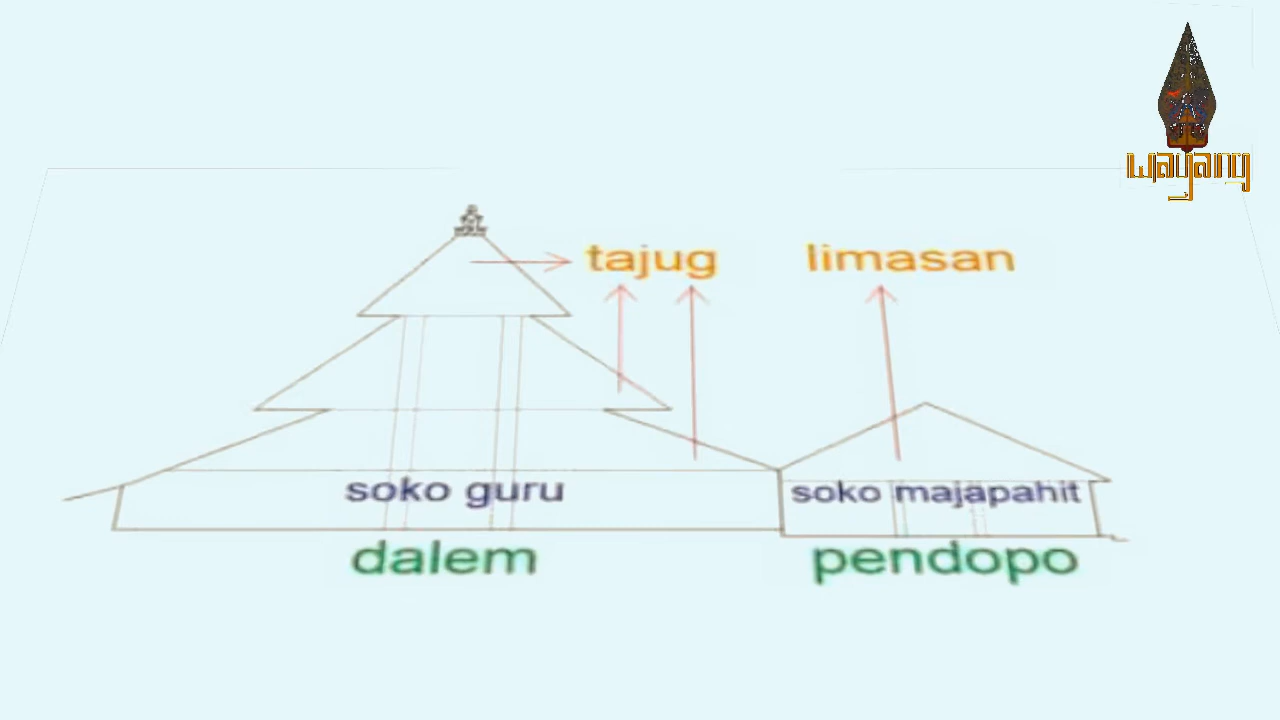 wayang
tajug limasan
soko guru soko majapahit
dalem pendopo